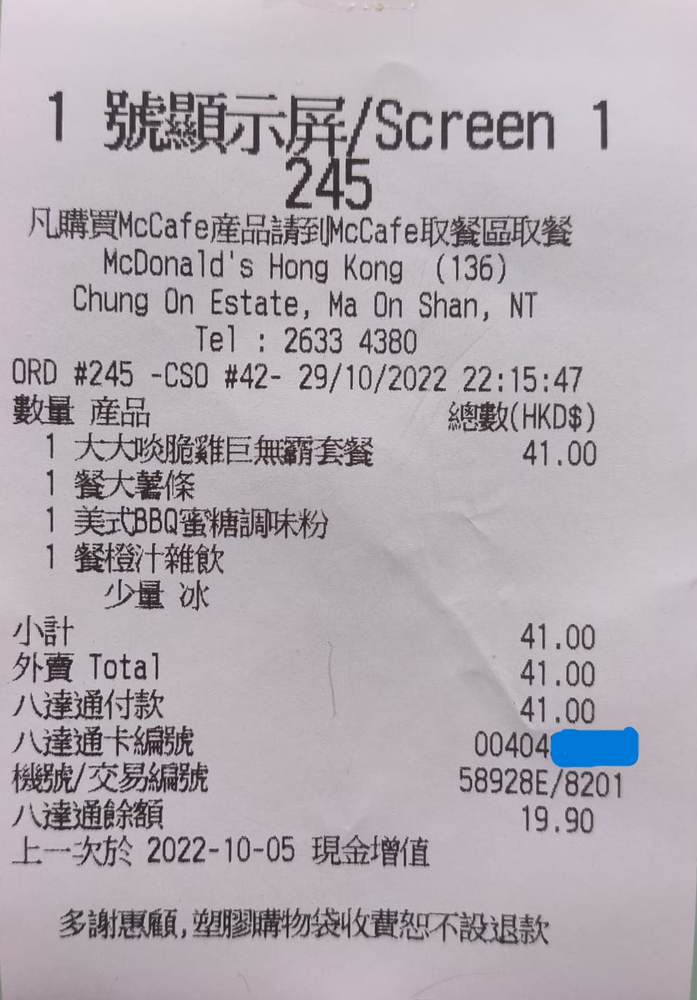 1 號顯示屏/Screen 1
245
凡購買McCafe產品請到McCafe取餐區取餐
McDonald's Hong Kong (136)
Chung On Estate, Ma On Shan, NT
Tel : 2633 4380
ORD #245 -CSO #42- 29/10/2022 22:15:47
數量 產品 總數(HKD$)
1 大大啖脆雞巨無霸套餐 41.00
1 餐大薯條
1 美式BBQ蜜糖調味粉
1 餐橙汁雜飲
少量 冰
小計 41.00
外賣 Total 41.00
八達通付款 41.00
八達通卡編號 00404
機號/交易編號 58928E/8201
八達通餘額 19.90
上一次於 2022-10-05 現金增值
多謝惠顧,塑膠購物袋收費恕不設退款